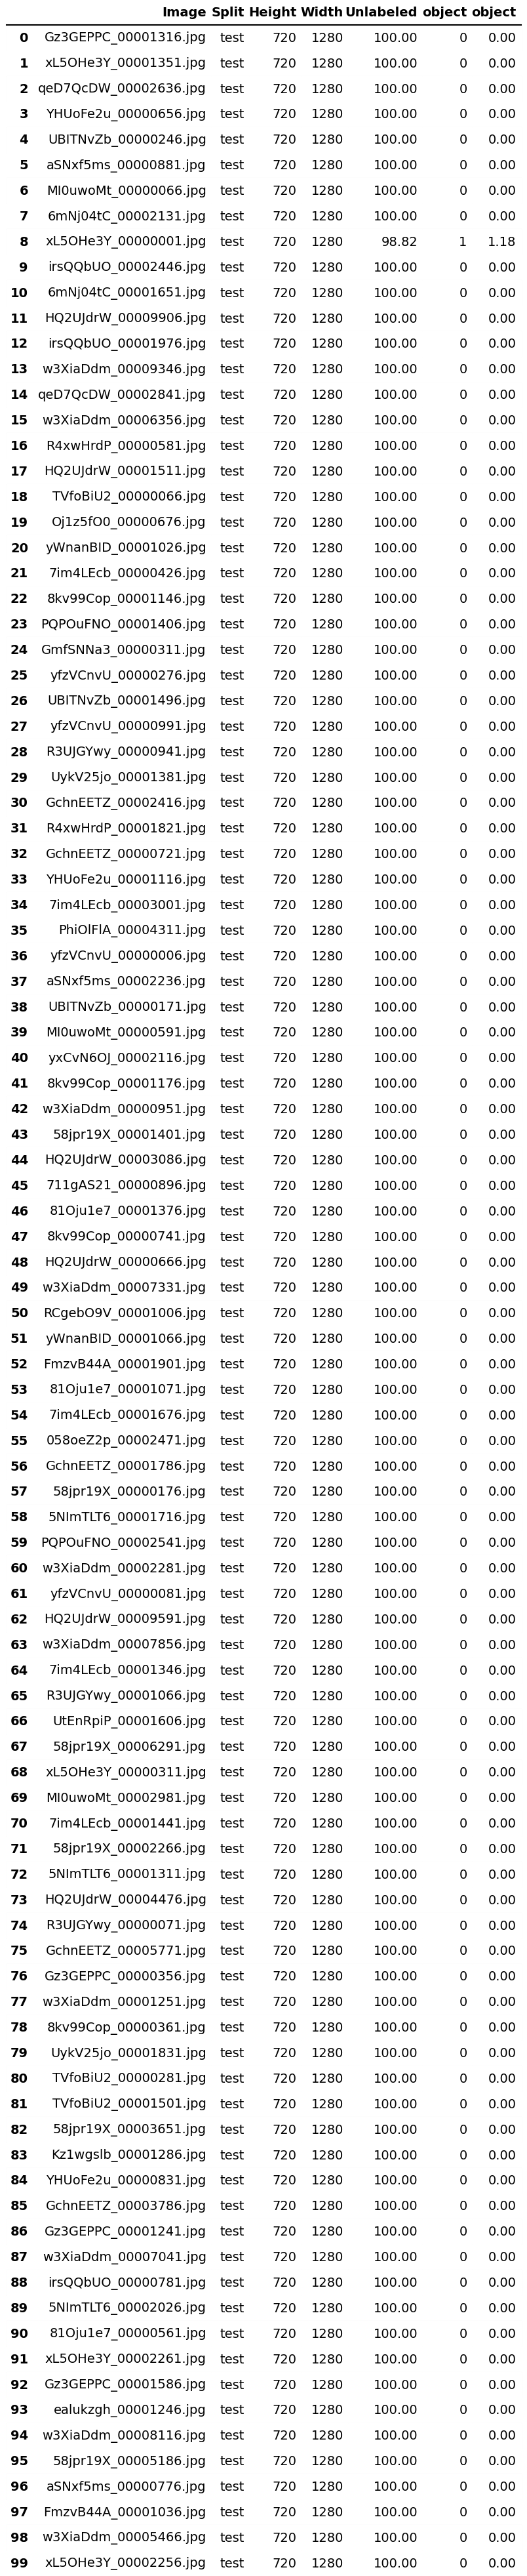 Image Split Height Width Unlabeled object object
0 Gz3GEPPC_00001316.jpg test 720 1280 100.00 0 0.00
1 xL5OHe3Y_00001351.jpg test 720 1280 100.00 0 0.00
2 qeD7QcDW_00002636.jpg test 720 1280 100.00 0 0.00
3 YHUoFe2u_00000656.jpg test 720 1280 100.00 0 0.00
4 UBITNvZb_00000246.jpg test 720 1280 100.00 0 0.00
5 aSNxf5ms_00000881.jpg test 720 1280 100.00 0 0.00
6 MI0uwoMt_00000066.jpg test 720 1280 100.00 0 0.00
7 6mNj04tC_00002131.jpg test 720 1280 100.00 0 0.00
8 xL5OHe3Y_00000001.jpg test 720 1280 98.82 1 1.18
9 irsQQbUO_00002446.jpg test 720 1280 100.00 0 0.00
10 6mNj04tC_00001651.jpg test 720 1280 100.00 0 0.00
11 HQ2UJdrW_00009906.jpg test 720 1280 100.00 0 0.00
12 irsQQbUO_00001976.jpg test 720 1280 100.00 0 0.00
13 w3XiaDdm_00009346.jpg test 720 1280 100.00 0 0.00
14 qeD7QcDW_00002841.jpg test 720 1280 100.00 0 0.00
15 w3XiaDdm_00006356.jpg test 720 1280 100.00 0 0.00
16 R4xwHrdP_00000581.jpg test 720 1280 100.00 0 0.00
17 HQ2UJdrW_00001511.jpg test 720 1280 100.00 0 0.00
18 TVfoBiU2_00000066.jpg test 720 1280 100.00 0 0.00
19 Oj1z5fO0_00000676.jpg test 720 1280 100.00 0 0.00
20 yWnanBID_00001026.jpg test 720 1280 100.00 0 0.00
21 7im4LEcb_00000426.jpg test 720 1280 100.00 0 0.00
22 8kv99Cop_00001146.jpg test 720 1280 100.00 0 0.00
23 PQPOuFNO_00001406.jpg test 720 1280 100.00 0 0.00
24 GmfSNNa3_00000311.jpg test 720 1280 100.00 0 0.00
25 yfzVCnvU_00000276.jpg test 720 1280 100.00 0 0.00
26 UBITNvZb_00001496.jpg test 720 1280 100.00 0 0.00
27 yfzVCnvU_00000991.jpg test 720 1280 100.00 0 0.00
28 R3UJGYwy_00000941.jpg test 720 1280 100.00 0 0.00
29 UykV25jo_00001381.jpg test 720 1280 100.00 0 0.00
30 GchnEETZ_00002416.jpg test 720 1280 100.00 0 0.00
31 R4xwHrdP_00001821.jpg test 720 1280 100.00 0 0.00
32 GchnEETZ_00000721.jpg test 720 1280 100.00 0 0.00
33 YHUoFe2u_00001116.jpg test 720 1280 100.00 0 0.00
34 7im4LEcb_00003001.jpg test 720 1280 100.00 0 0.00
35 PhiOlFlA_00004311.jpg test 720 1280 100.00 0 0.00
36 yfzVCnvU_00000006.jpg test 720 1280 100.00 0 0.00
37 aSNxf5ms_00002236.jpg test 720 1280 100.00 0 0.00
38 UBITNvZb_00000171.jpg test 720 1280 100.00 0 0.00
39 MI0uwoMt_00000591.jpg test 720 1280 100.00 0 0.00
40 yxCvN6OJ_00002116.jpg test 720 1280 100.00 0 0.00
41 8kv99Cop_00001176.jpg test 720 1280 100.00 0 0.00
42 w3XiaDdm_00000951.jpg test 720 1280 100.00 0 0.00
43 58jpr19X_00001401.jpg test 720 1280 100.00 0 0.00
44 HQ2UJdrW_00003086.jpg test 720 1280 100.00 0 0.00
45 711gAS21_00000896.jpg test 720 1280 100.00 0 0.00
46 81Oju1e7_00001376.jpg test 720 1280 100.00 0 0.00
47 8kv99Cop_00000741.jpg test 720 1280 100.00 0 0.00
48 HQ2UJdrW_00000666.jpg test 720 1280 100.00 0 0.00
49 w3XiaDdm_00007331.jpg test 720 1280 100.00 0 0.00
50 RCgebO9V_00001006.jpg test 720 1280 100.00 0 0.00
51 yWnanBID_00001066.jpg test 720 1280 100.00 0 0.00
52 FmzvB44A_00001901.jpg test 720 1280 100.00 0 0.00
53 81Oju1e7_00001071.jpg test 720 1280 100.00 0 0.00
54 7im4LEcb_00001676.jpg test 720 1280 100.00 0 0.00
55 058oeZ2p_00002471.jpg test 720 1280 100.00 0 0.00
56 GchnEETZ_00001786.jpg test 720 1280 100.00 0 0.00
57 58jpr19X_00000176.jpg test 720 1280 100.00 0 0.00
58 5NImTLT6_00001716.jpg test 720 1280 100.00 0 0.00
59 PQPOuFNO_00002541.jpg test 720 1280 100.00 0 0.00
60 w3XiaDdm_00002281.jpg test 720 1280 100.00 0 0.00
61 yfzVCnvU_00000081.jpg test 720 1280 100.00 0 0.00
62 HQ2UJdrW_00009591.jpg test 720 1280 100.00 0 0.00
63 w3XiaDdm_00007856.jpg test 720 1280 100.00 0 0.00
64 7im4LEcb_00001346.jpg test 720 1280 100.00 0 0.00
65 R3UJGYwy_00001066.jpg test 720 1280 100.00 0 0.00
66 UtEnRpiP_00001606.jpg test 720 1280 100.00 0 0.00
67 58jpr19X_00006291.jpg test 720 1280 100.00 0 0.00
68 xL5OHe3Y_00000311.jpg test 720 1280 100.00 0 0.00
69 MI0uwoMt_00002981.jpg test 720 1280 100.00 0 0.00
70 7im4LEcb_00001441.jpg test 720 1280 100.00 0 0.00
71 58jpr19X_00002266.jpg test 720 1280 100.00 0 0.00
72 5NImTLT6_00001311.jpg test 720 1280 100.00 0 0.00
73 HQ2UJdrW_00004476.jpg test 720 1280 100.00 0 0.00
74 R3UJGYwy_00000071.jpg test 720 1280 100.00 0 0.00
75 GchnEETZ_00005771.jpg test 720 1280 100.00 0 0.00
76 Gz3GEPPC_00000356.jpg test 720 1280 100.00 0 0.00
77 w3XiaDdm_00001251.jpg test 720 1280 100.00 0 0.00
78 8kv99Cop_00000361.jpg test 720 1280 100.00 0 0.00
79 UykV25jo_00001831.jpg test 720 1280 100.00 0 0.00
80 TVfoBiU2_00000281.jpg test 720 1280 100.00 0 0.00
81 TVfoBiU2_00001501.jpg test 720 1280 100.00 0 0.00
82 58jpr19X_00003651.jpg test 720 1280 100.00 0 0.00
83 Kz1wgslb_00001286.jpg test 720 1280 100.00 0 0.00
84 YHUoFe2u_00000831.jpg test 720 1280 100.00 0 0.00
85 GchnEETZ_00003786.jpg test 720 1280 100.00 0 0.00
86 Gz3GEPPC_00001241.jpg test 720 1280 100.00 0 0.00
87 w3XiaDdm_00007041.jpg test 720 1280 100.00 0 0.00
88 irsQQbUO_00000781.jpg test 720 1280 100.00 0 0.00
89 5NImTLT6_00002026.jpg test 720 1280 100.00 0 0.00
90 81Oju1e7_00000561.jpg test 720 1280 100.00 0 0.00
91 xL5OHe3Y_00002261.jpg test 720 1280 100.00 0 0.00
92 Gz3GEPPC_00001586.jpg test 720 1280 100.00 0 0.00
93 ealukzgh_00001246.jpg test 720 1280 100.00 0 0.00
94 w3XiaDdm_00008116.jpg test 720 1280 100.00 0 0.00
95 58jpr19X_00005186.jpg test 720 1280 100.00 0 0.00
96 aSNxf5ms_00000776.jpg test 720 1280 100.00 0 0.00
97 FmzvB44A_00001036.jpg test 720 1280 100.00 0 0.00
98 w3XiaDdm_00005466.jpg test 720 1280 100.00 0 0.00
99 xL5OHe3Y_00002256.jpg test 720 1280 100.00 0 0.00